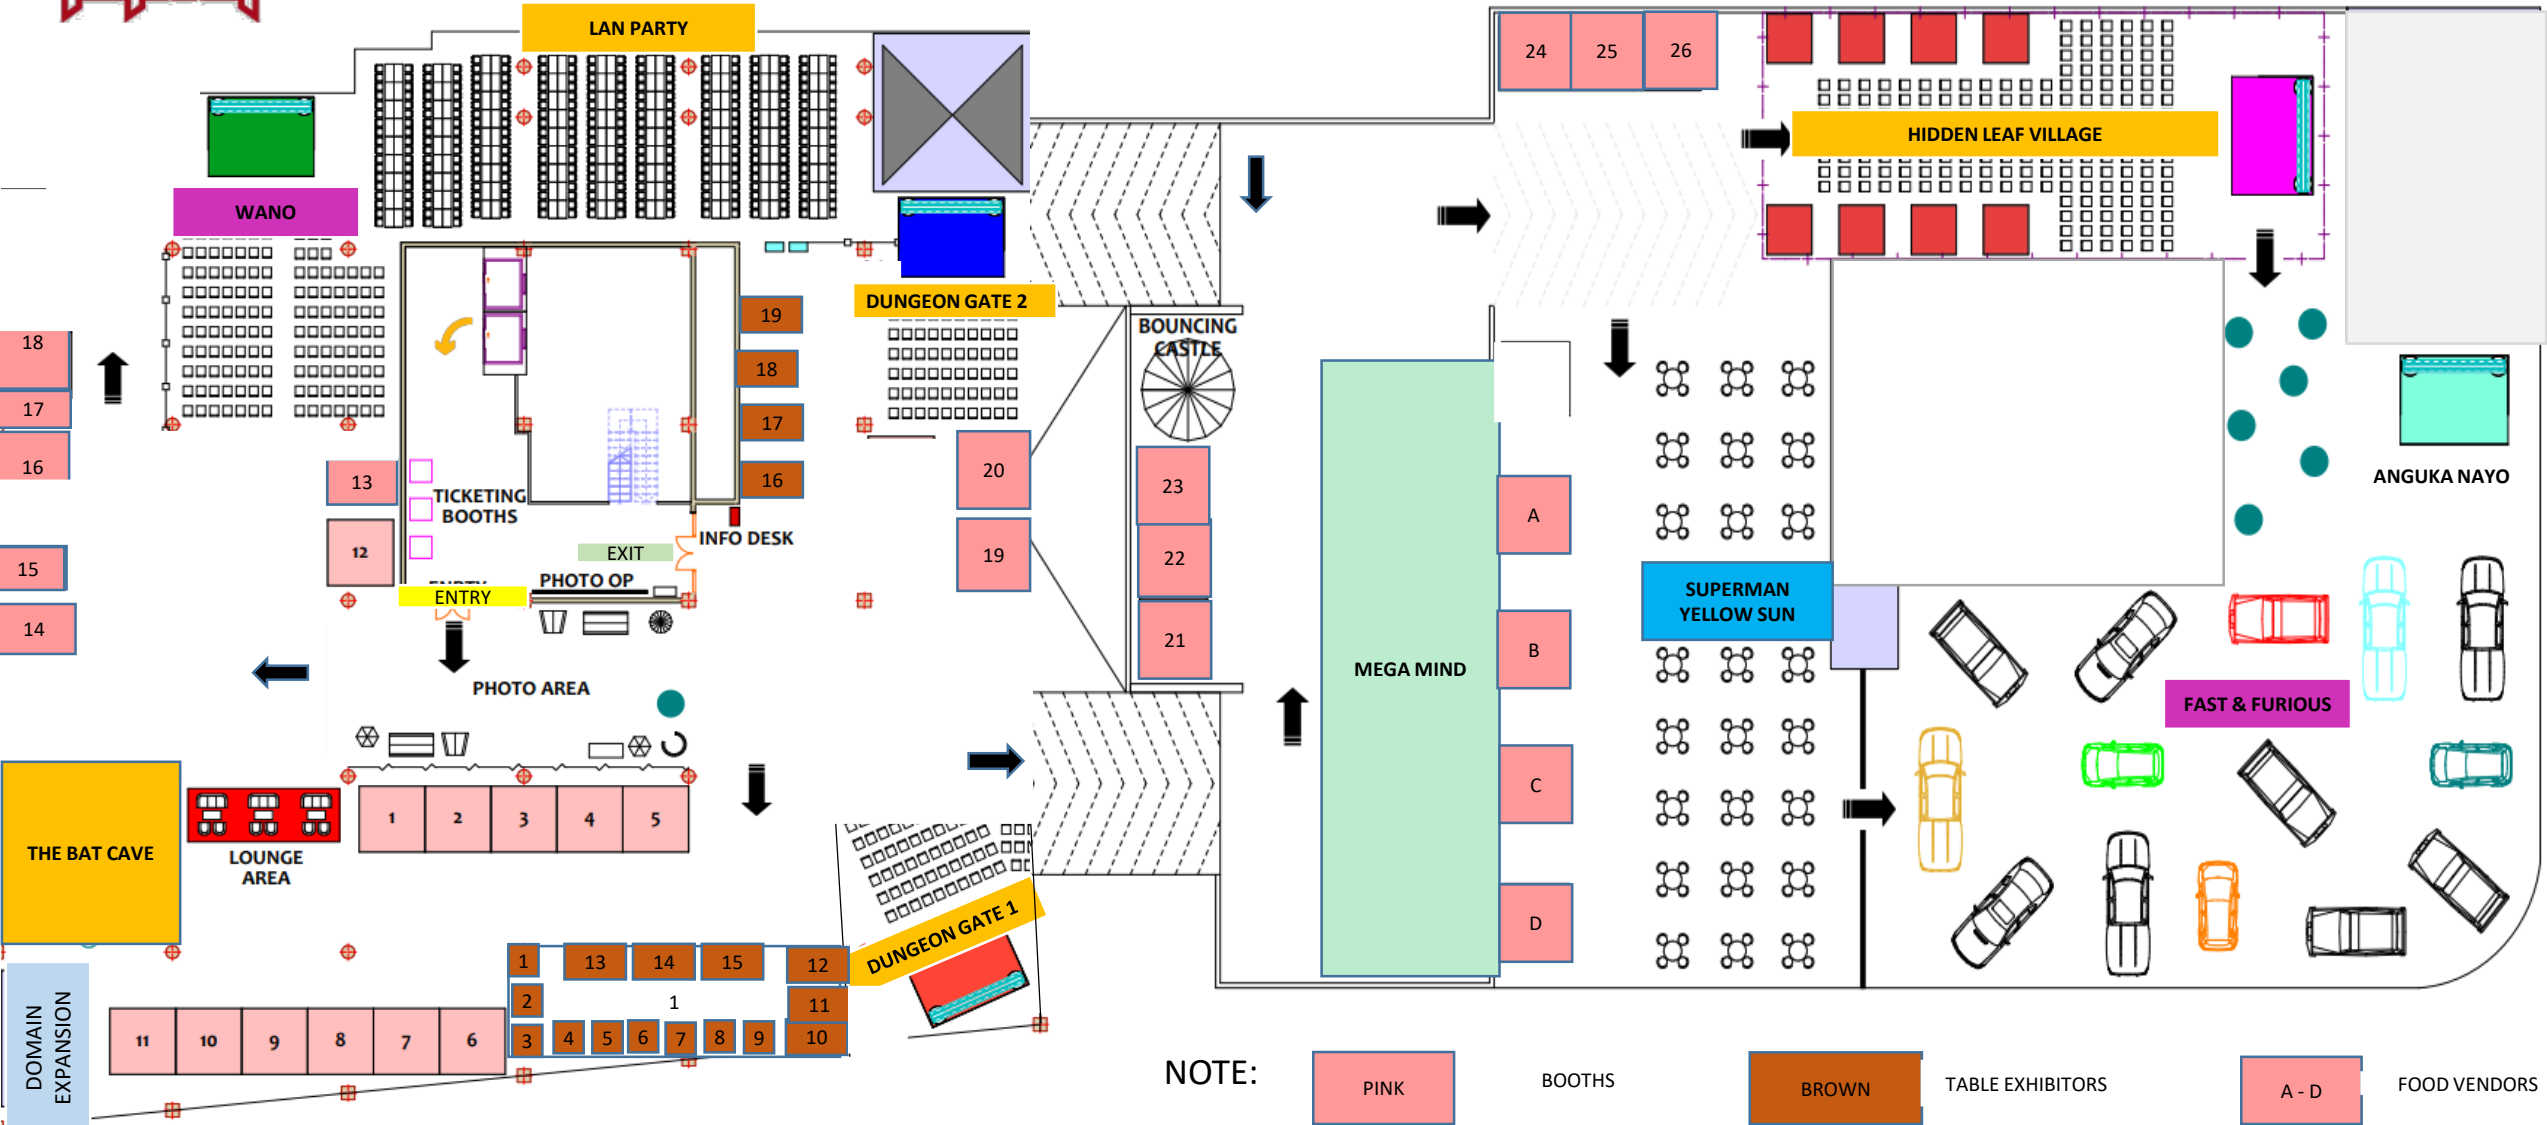 LAN PARTY
24
25
26
HIDDEN LEAF VILLAGE
WANO
DUNGEON GATE 2
19
18
17
16
BOUNCING
CASTLE
18
17
16
15
14
13
12
TICKETING
BOOTHS
INFO DESK
EXIT
PHOTO OP
ENRTY
ENTRY
PHOTO AREA
20
19
23
22
21
MEGA MIND
A
B
C
D
SUPERMAN
YELLOW SUN
ANGUKA NAYO
FAST & FURIOUS
THE BAT CAVE
LOUNGE
AREA
1
2
3
4
5
DUNGEON GATE 1
DOMAIN
EXPANSION
11
10
9
8
7
6
1
13
14
15
12
2
1
11
3
4
5
6
7
8
9
10
NOTE:
PINK
BOOTHS
BROWN
TABLE EXHIBITORS
A - D
FOOD VENDORS